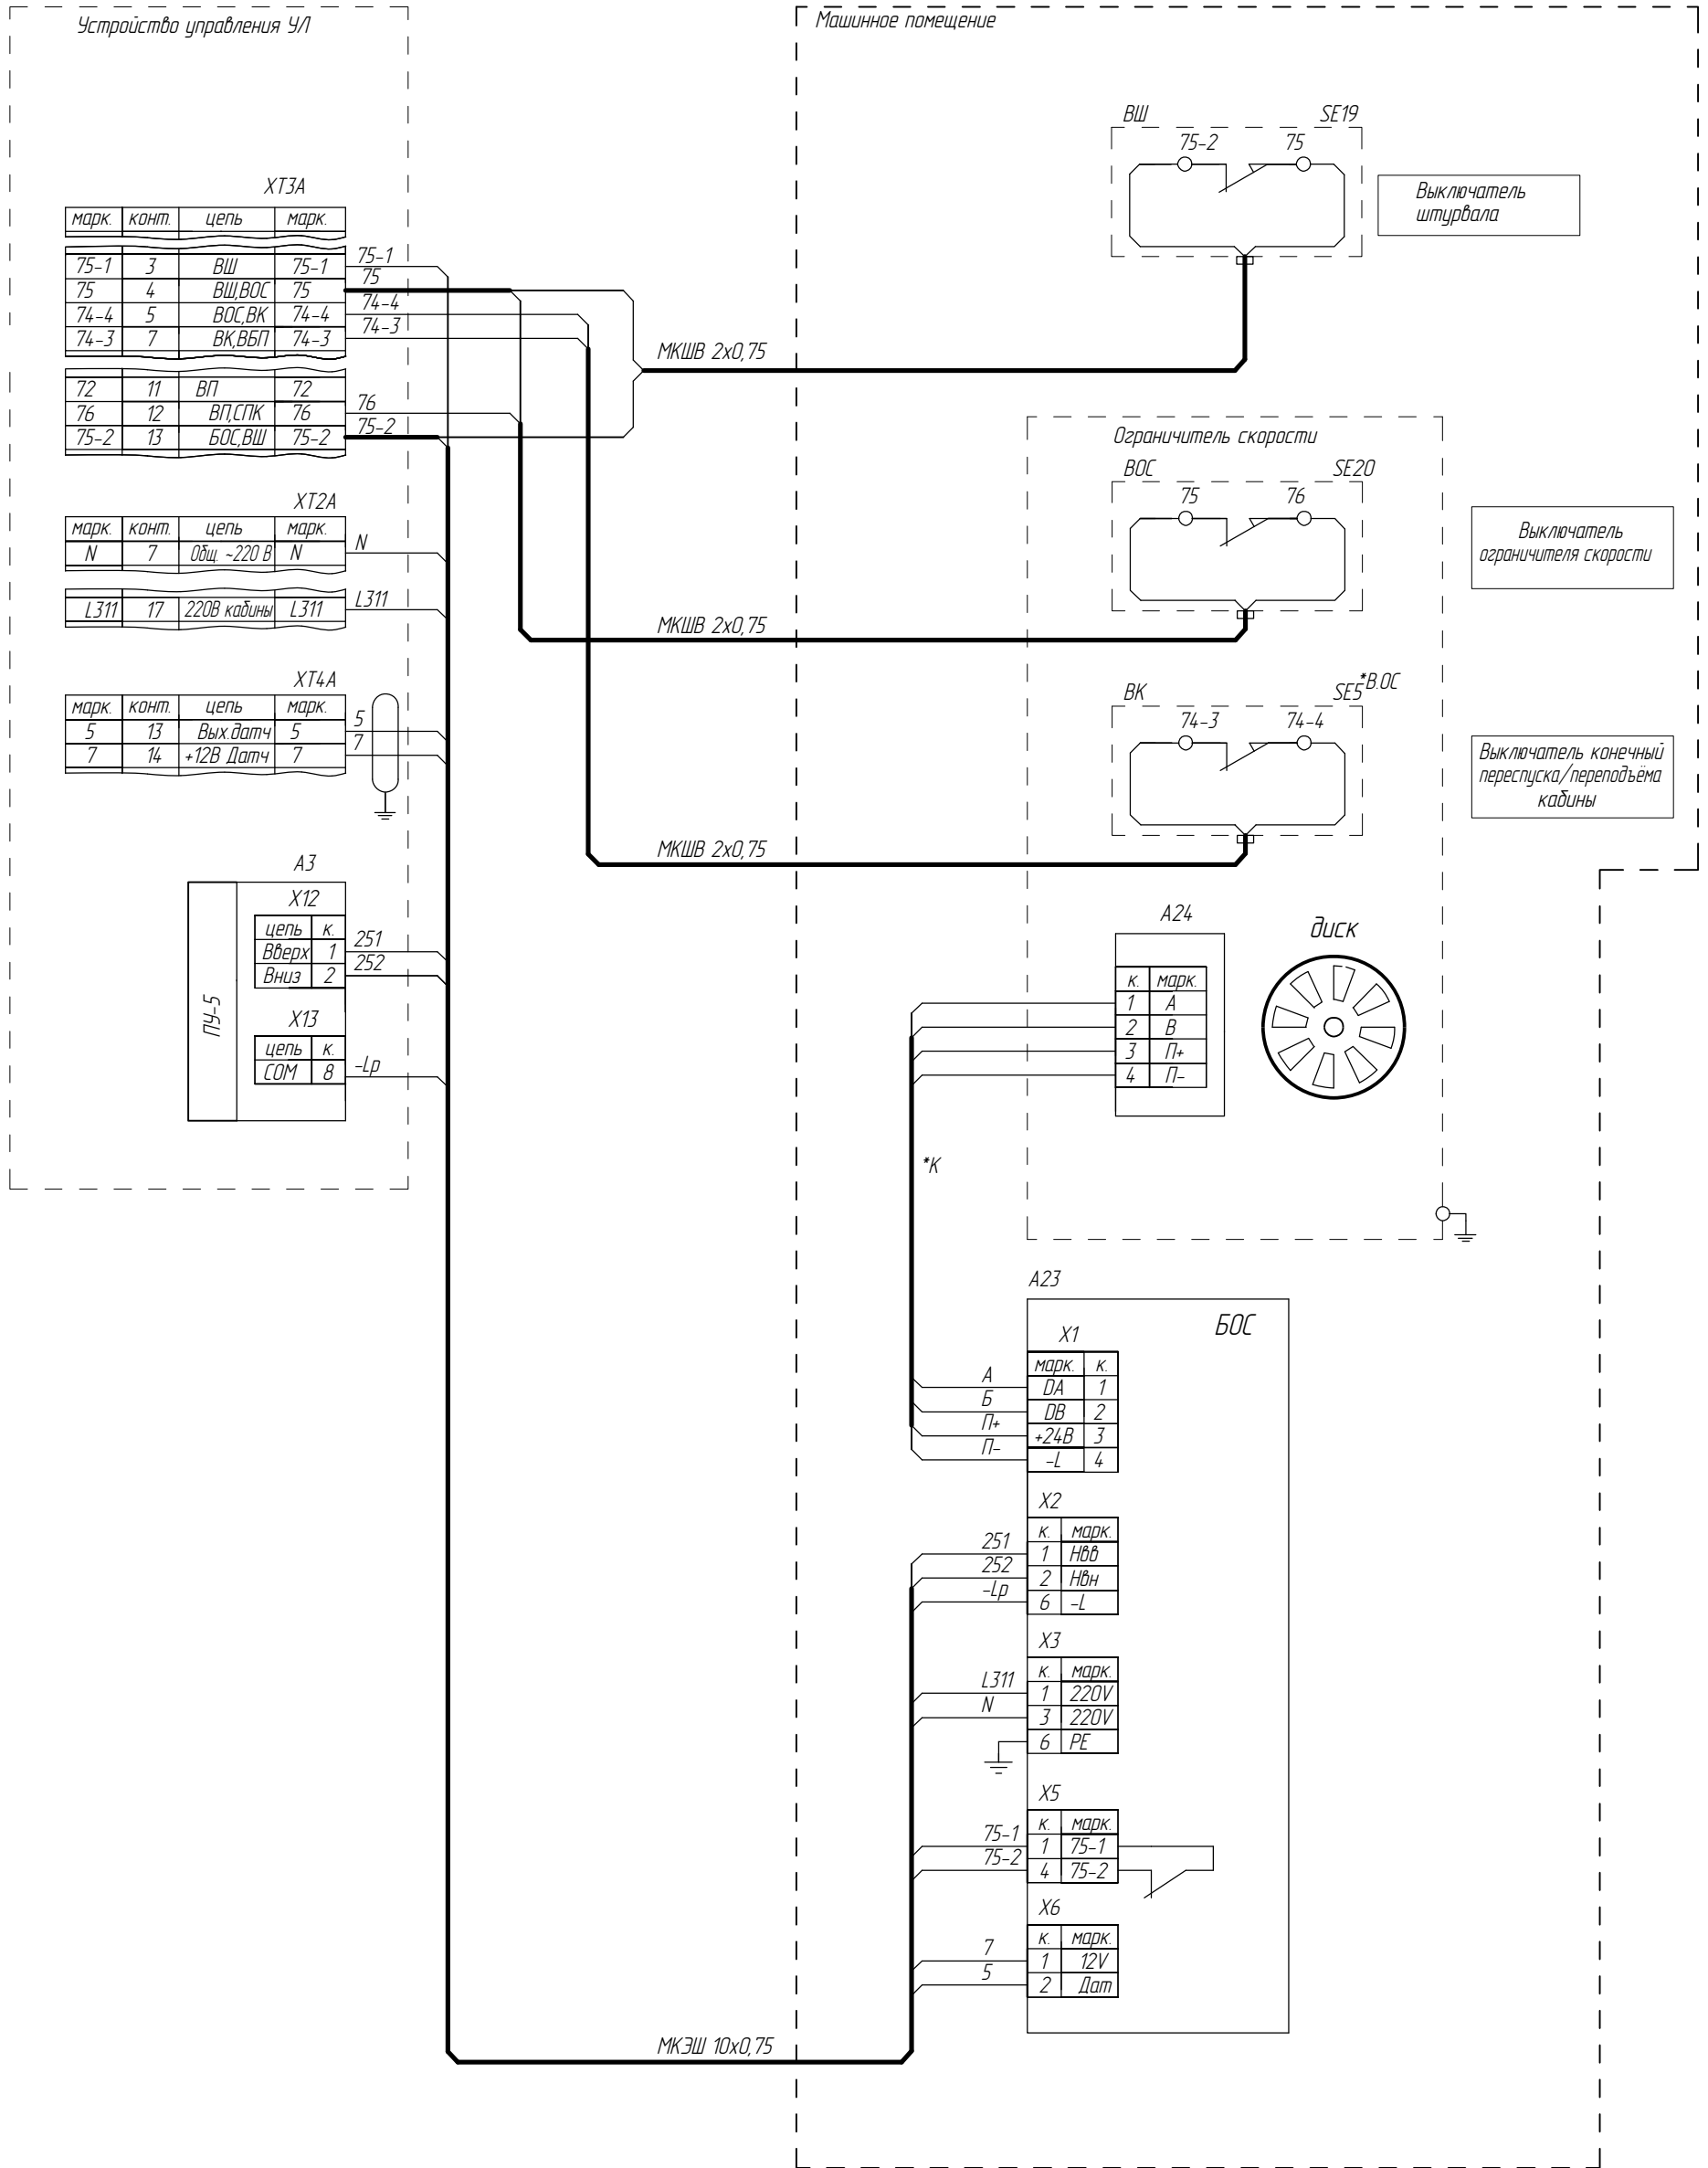 Устройство управления УЛ
Машинное помещение
XT3A
марк. конт. цепь марк.
75-1 3 ВШ 75-1 75-1
75 4 ВШ,ВОС 75 75
74-4 5 ВОС,ВК 74-4 74-4
74-3 7 ВК,ВБП 74-3 74-3
72 11 ВП 72
76 12 ВП,СПК 76 76
75-2 13 БОС,ВШ 75-2 75-2
XT2A
марк. конт. цепь марк.
N 7 Общ. ~220 В N N
L311 17 220В кабины L311 L311
XT4A
марк. конт. цепь марк.
5 13 Вых.датч 5 5
7 14 +12В Датч 7 7
A3
X12
цепь к.
Вверх 1 251
Вниз 2 252
X13
цепь к.
COM 8 -Lp
ПУ-5
МКШВ 2х0,75
МКШВ 2х0,75
МКШВ 2х0,75
МКЭШ 10х0,75
ВШ SE19
75-2 75
Выключатель
штурвала
Ограничитель скорости
ВОС SE20
75 76
Выключатель
ограничителя скорости
ВК SE5 *В.ОС
74-3 74-4
Выключатель конечный
переспуска/переподъёма
кабины
A24
к. марк.
1 A
2 B
3 П+
4 П-
диск
*К
A23
БОС
X1
марк. к.
А DA 1
Б DB 2
П+ +24В 3
П- -L 4
X2
к. марк.
251 1 Нвв
252 2 Нвн
-Lp 6 -L
X3
к. марк.
L311 1 220V
N 3 220V
6 PE
X5
к. марк.
75-1 1 75-1
75-2 4 75-2
X6
к. марк.
7 1 12V
5 2 Дат